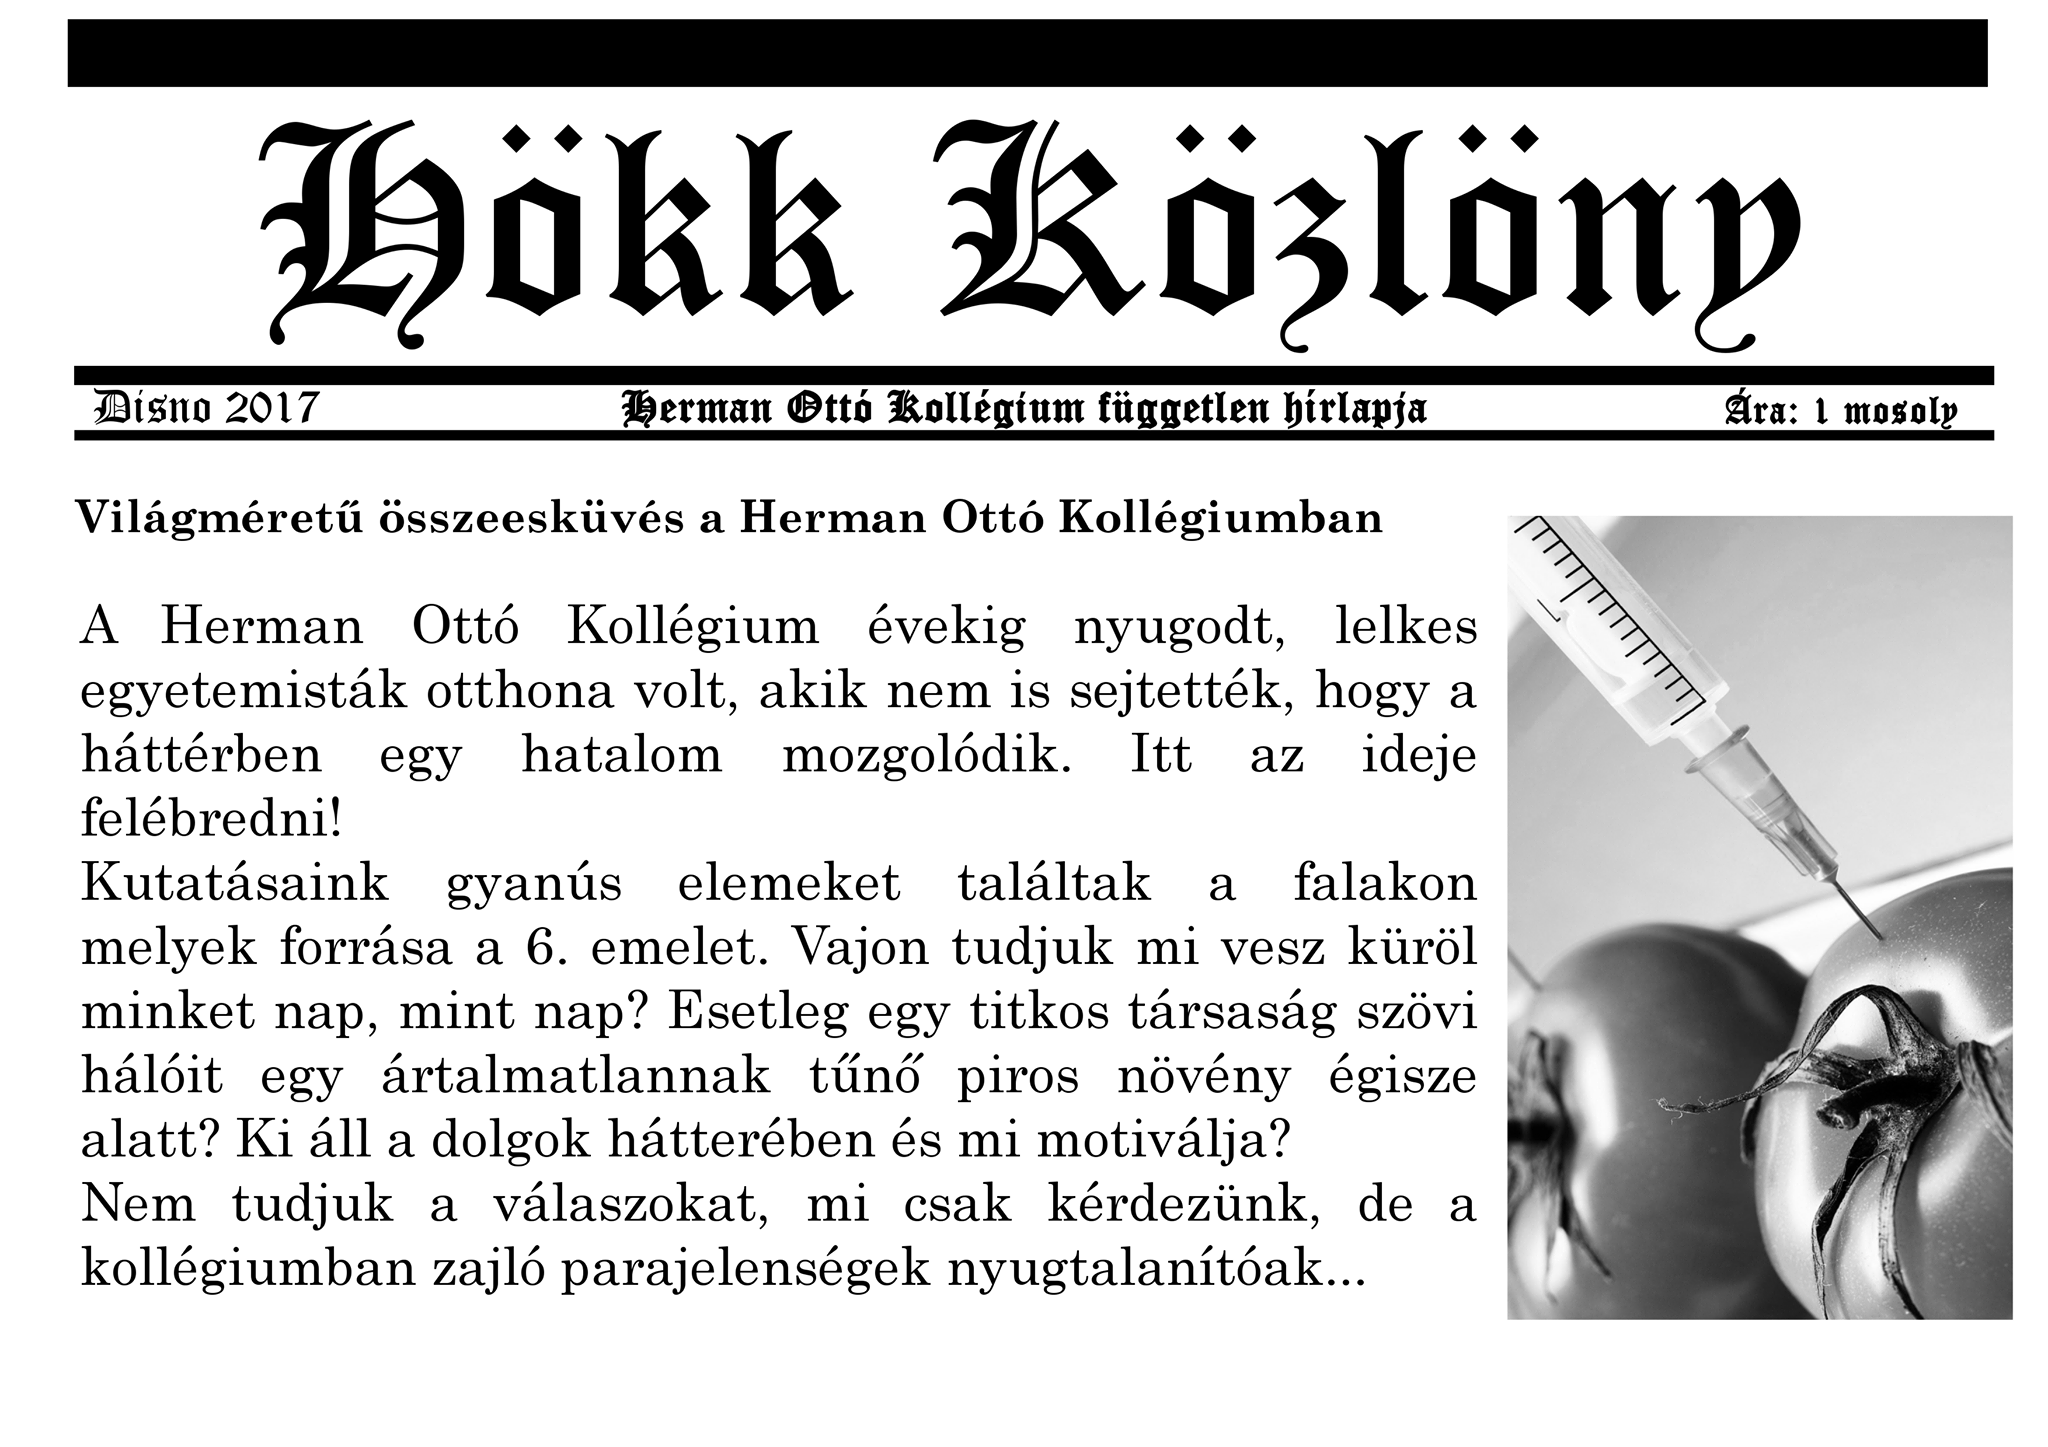 Hökk Közlöny
Disno 2017 Herman Ottó Kollégium független hírlapja Ára: 1 mosoly
Világméretű összeesküvés a Herman Ottó Kollégiumban
A Herman Ottó Kollégium évekig nyugodt, lelkes
egyetemisták otthona volt, akik nem is sejtették, hogy a
háttérben egy hatalom mozgolódik. Itt az ideje
felébredni!
Kutatásaink gyanús elemeket találtak a falakon
melyek forrása a 6. emelet. Vajon tudjuk mi vesz küröl
minket nap, mint nap? Esetleg egy titkos társaság szövi
hálóit egy ártalmatlannak tűnő piros növény égisze
alatt? Ki áll a dolgok hátterében és mi motiválja?
Nem tudjuk a válaszokat, mi csak kérdezünk, de a
kollégiumban zajló parajelenségek nyugtalanítóak...